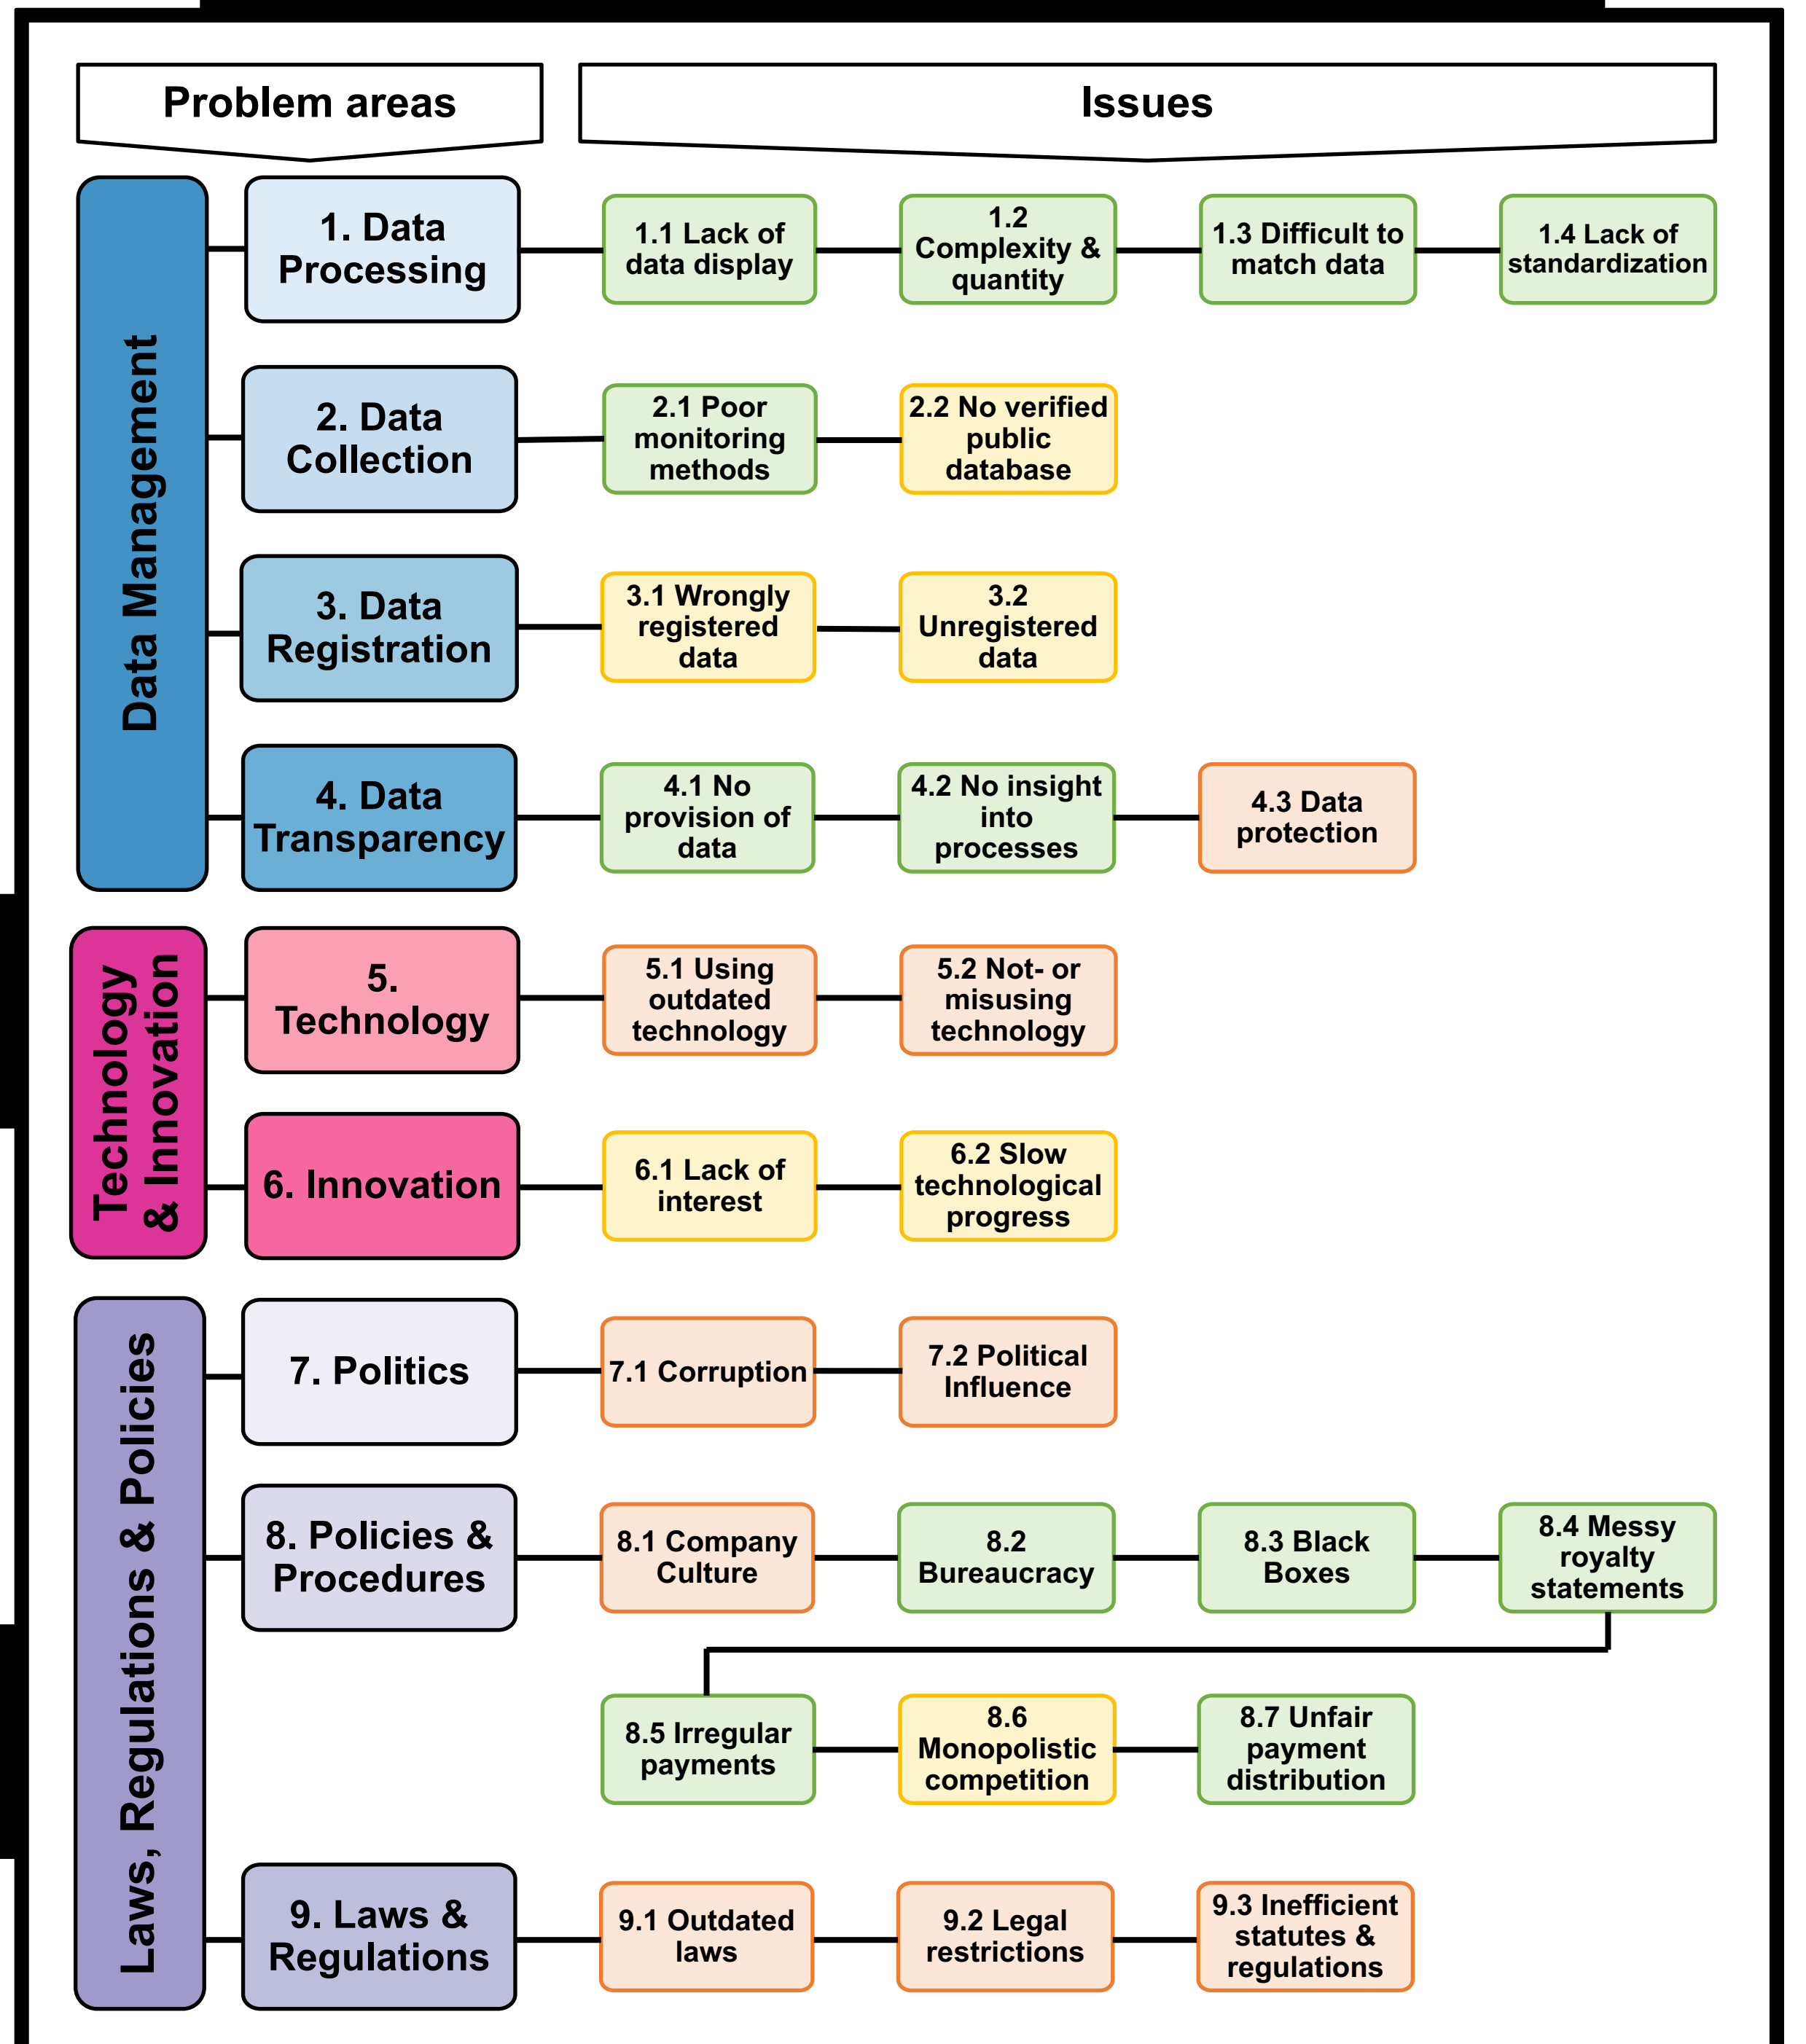 Problem areas
Issues
Data Management
1. Data
Processing
1.1 Lack of
data display
1.2
Complexity &
quantity
1.3 Difficult to
match data
1.4 Lack of
standardization
2. Data
Collection
2.1 Poor
monitoring
methods
2.2 No verified
public
database
3. Data
Registration
3.1 Wrongly
registered
data
3.2
Unregistered
data
4. Data
Transparency
4.1 No
provision of
data
4.2 No insight
into
processes
4.3 Data
protection
Technology
& Innovation
5.
Technology
5.1 Using
outdated
technology
5.2 Not- or
misusing
technology
6. Innovation
6.1 Lack of
interest
6.2 Slow
technological
progress
Laws, Regulations & Policies
7. Politics
7.1 Corruption
7.2 Political
Influence
8. Policies &
Procedures
8.1 Company
Culture
8.2
Bureaucracy
8.3 Black
Boxes
8.4 Messy
royalty
statements
8.5 Irregular
payments
8.6
Monopolistic
competition
8.7 Unfair
payment
distribution
9. Laws &
Regulations
9.1 Outdated
laws
9.2 Legal
restrictions
9.3 Inefficient
statutes &
regulations